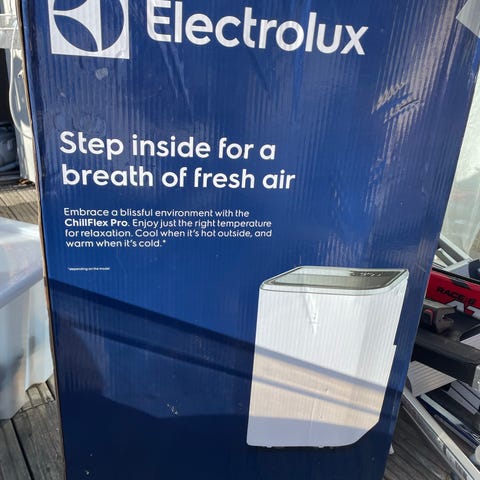 Electrolux
Step inside for a
breath of fresh air
Embrace a blissful environment with the
ChillFlex Pro. Enjoy just the right temperature
for relaxation. Cool when it's hot outside, and
warm when it's cold.*
*depending on the model